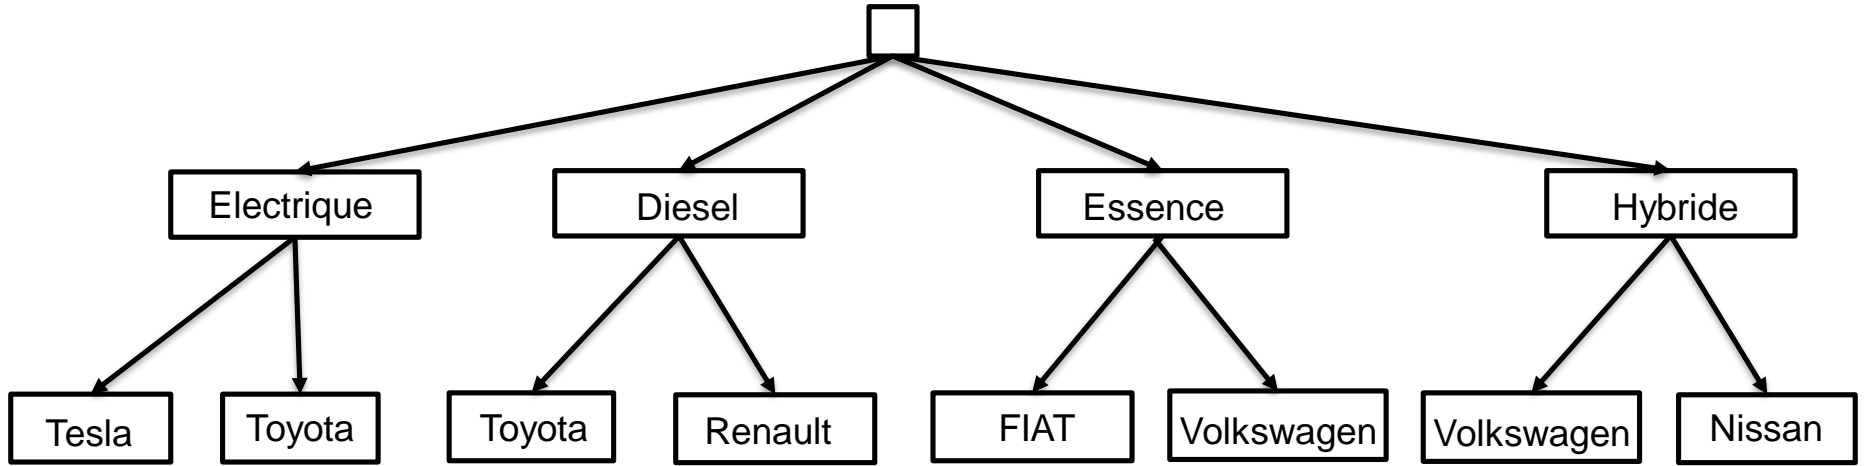 Electrique
Diesel
Essence
Hybride
Tesla
Toyota
Toyota
Renault
FIAT
Volkswagen
Volkswagen
Nissan